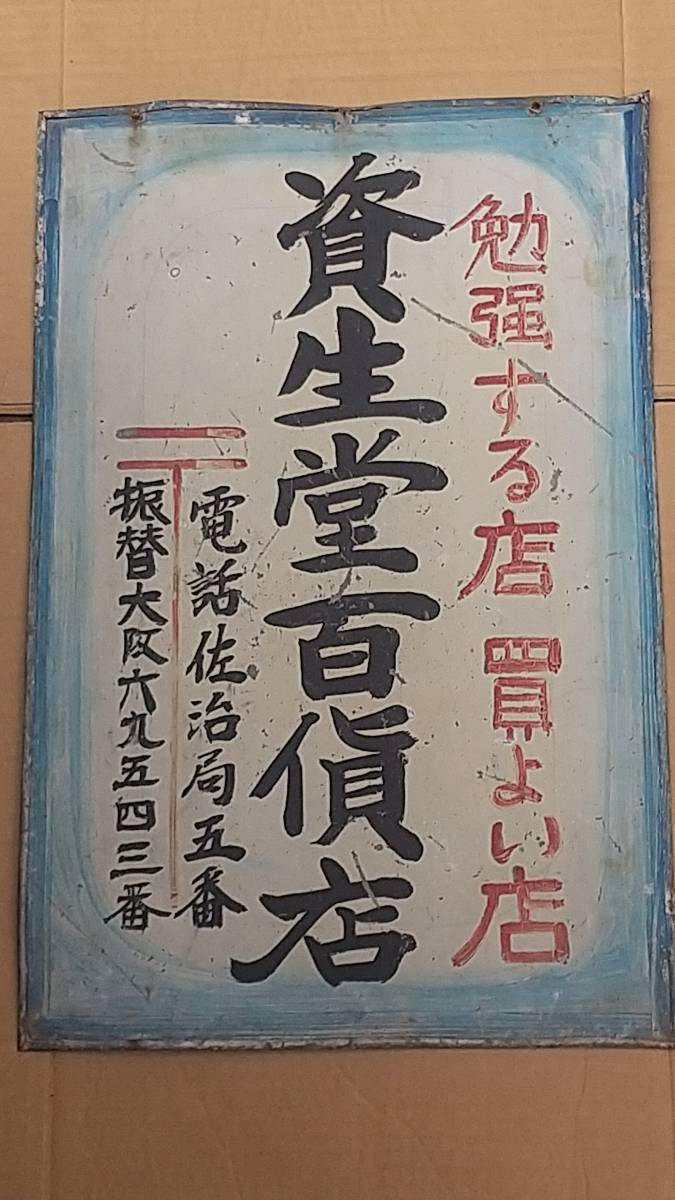 勉强する店 買よい店
資生堂百貨店
電話佐治局五番
振替大阪六九五四三番